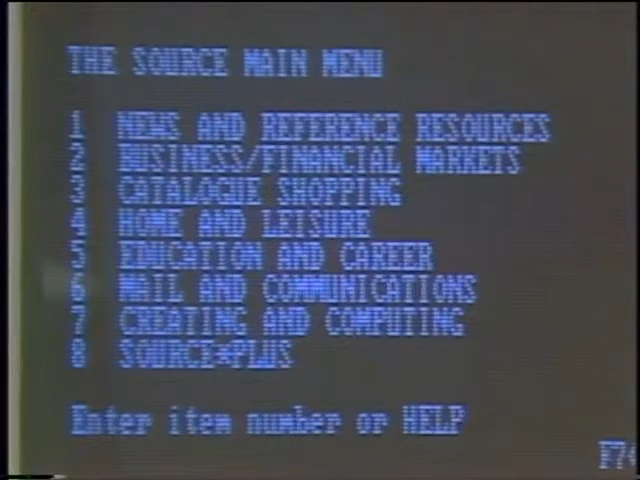 THE SOURCE MAIN MENU
1 NEWS AND REFERENCE RESOURCES
2 BUSINESS/FINANCIAL MARKETS
3 CATALOGUE SHOPPING
4 HOME AND LEISURE
5 EDUCATION AND CAREER
6 MAIL AND COMMUNICATIONS
7 CREATING AND COMPUTING
8 SOURCE*PLUS
Enter item number or HELP